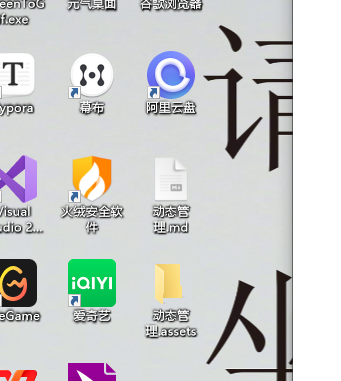 eenToG
f.exe
元气桌面
谷歌浏览器
请
T
ypora
幕布
阿里云盘
isual
udio 2...
火绒安全软
件
M↓
动态管
理.md
iQIYI
eGame
爱奇艺
动态管
理.assets
坐